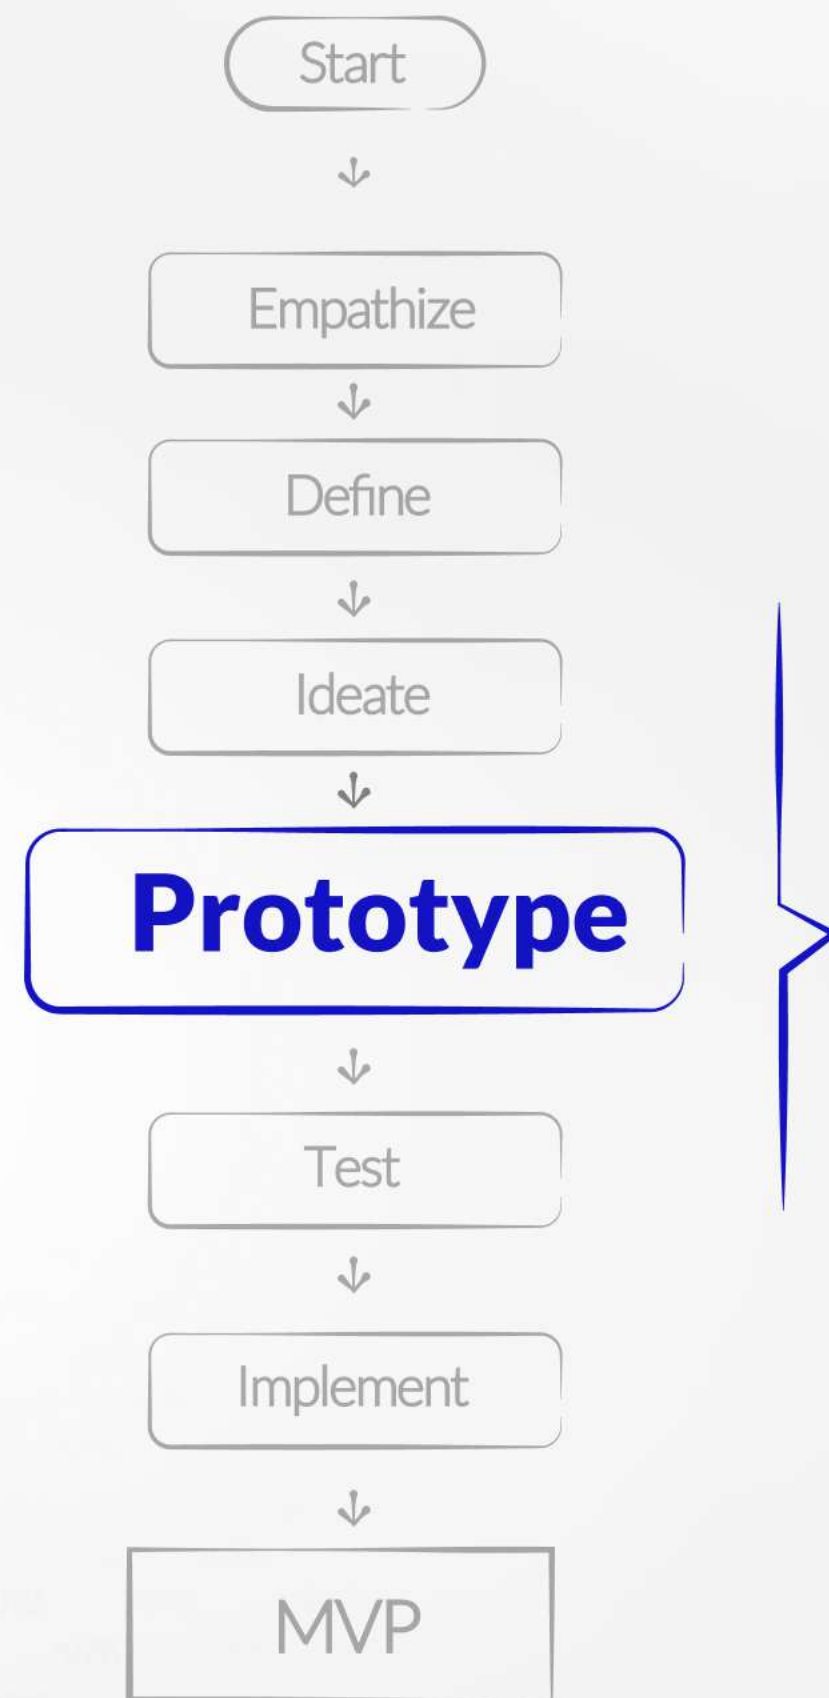 Start
Empathize
Define
Ideate
Prototype
Test
Implement
MVP